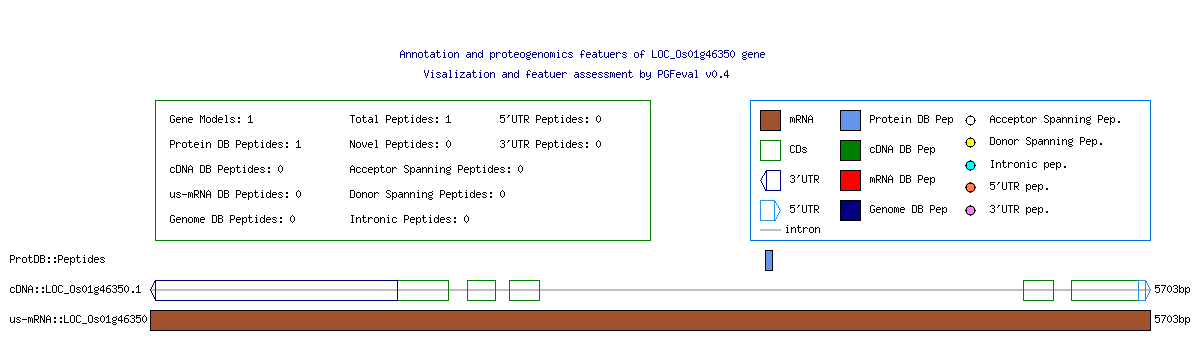 Annotation and proteogenomics featuers of LOC_Os01g46350 gene
Visalization and featuer assessment by PGFeval v0.4
Gene Models: 1 Total Peptides: 1 5'UTR Peptides: 0
Protein DB Peptides: 1 Novel Peptides: 0 3'UTR Peptides: 0
cDNA DB Peptides: 0 Acceptor Spanning Peptides: 0
us-mRNA DB Peptides: 0 Donor Spanning Peptides: 0
Genome DB Peptides: 0 Intronic Peptides: 0
mRNA Protein DB Pep Acceptor Spanning Pep.
CDs cDNA DB Pep Donor Spanning Pep.
3'UTR mRNA DB Pep Intronic pep.
5'UTR Genome DB Pep 5'UTR pep.
intron 3'UTR pep.
ProtDB::Peptides
cDNA::LOC_Os01g46350.1 5703bp
us-mRNA::LOC_Os01g46350 5703bp